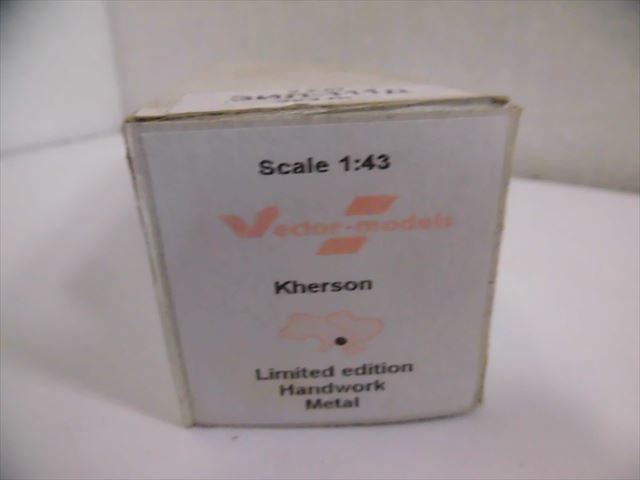 Scale 1:43
Vector-models
Kherson
Limited edition
Handwork
Metal